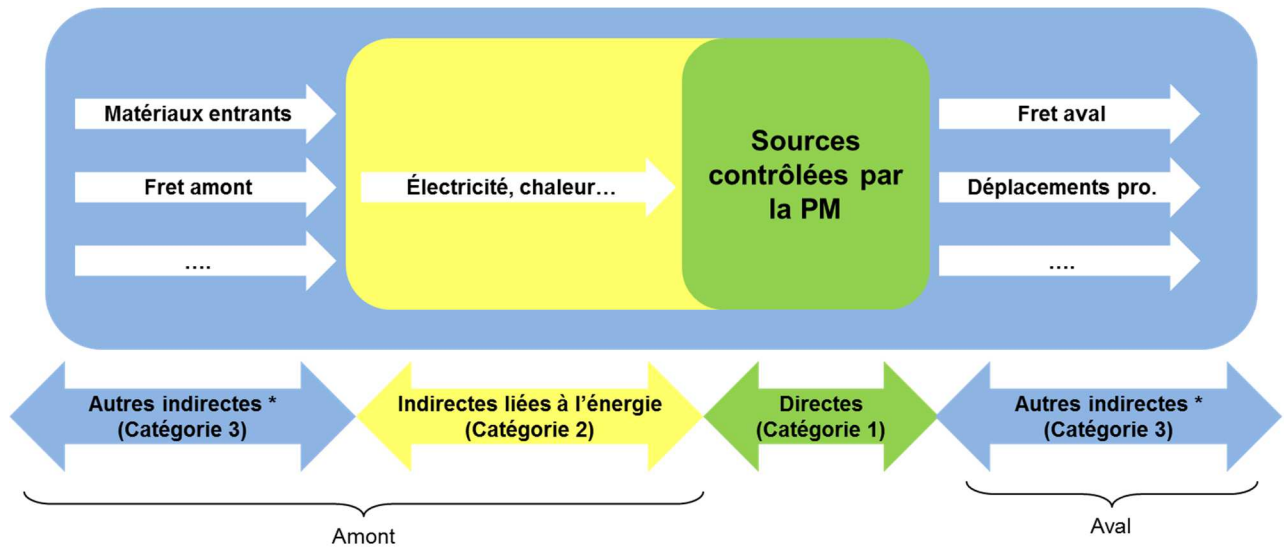 Matériaux entrants
Fret amont
….
Électricité, chaleur…
Sources
contrôlées par
la PM
Fret aval
Déplacements pro.
….
Autres indirectes *
(Catégorie 3)
Indirectes liées à l’énergie
(Catégorie 2)
Directes
(Catégorie 1)
Autres indirectes *
(Catégorie 3)
Amont
Aval